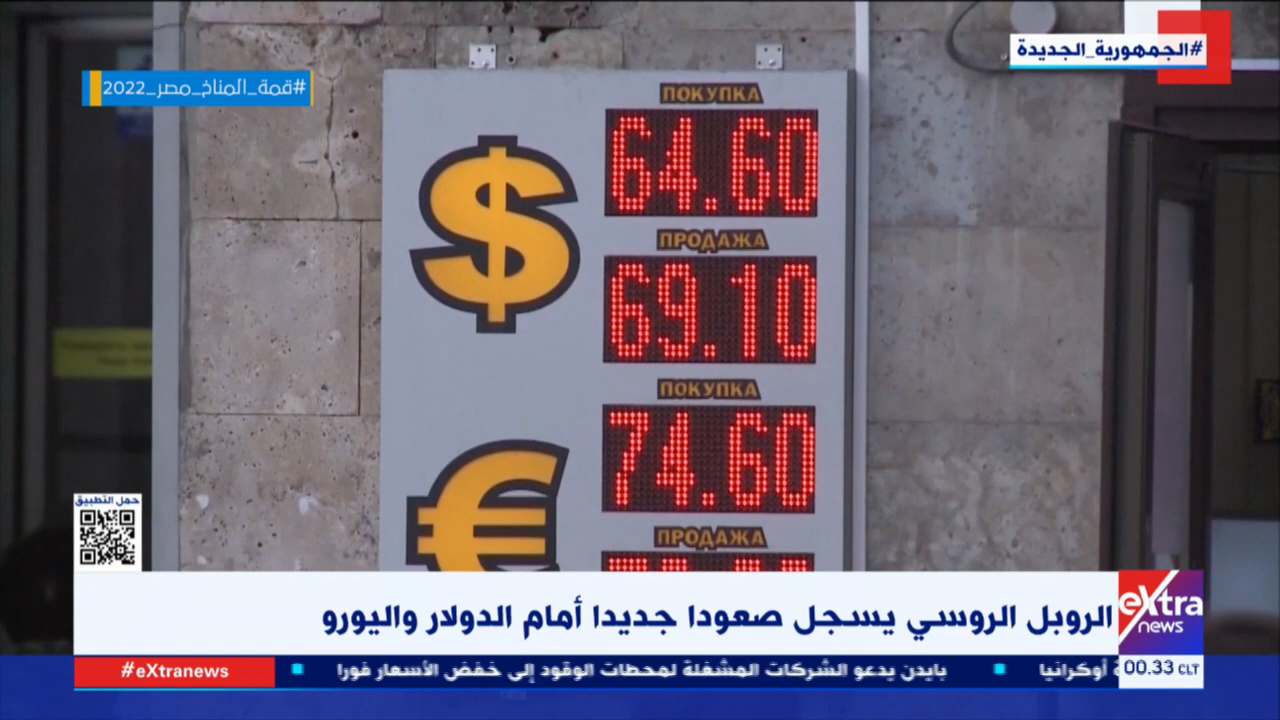 #الجمهورية_الجديدة
#قمة_المناخ_مصر_2022
ПОКУПКА
$ 64.60
ПРОДАЖА
69.10
ПОКУПКА
€ 74.60
ПРОДАЖА
حمل التطبيق
الروبل الروسي يسجل صعودا جديدا أمام الدولار واليورو
eXtra news
#eXtranews
أوكرانيا ■ بايدن يدعو الشركات المشغلة لمحطات الوقود إلى خفض الأسعار فورا ■
00.33 CLT